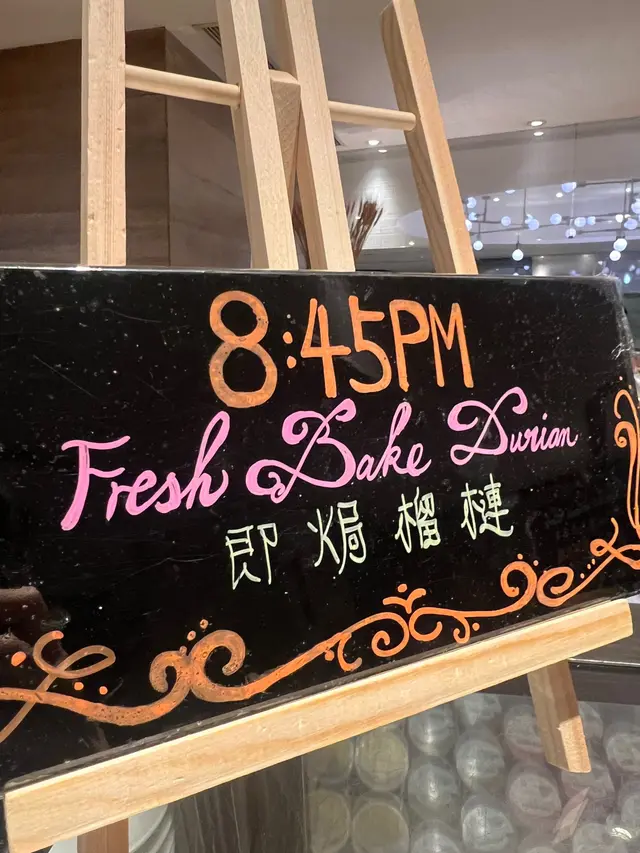 8:45PM
Fresh Bake Durian
即焗榴槤